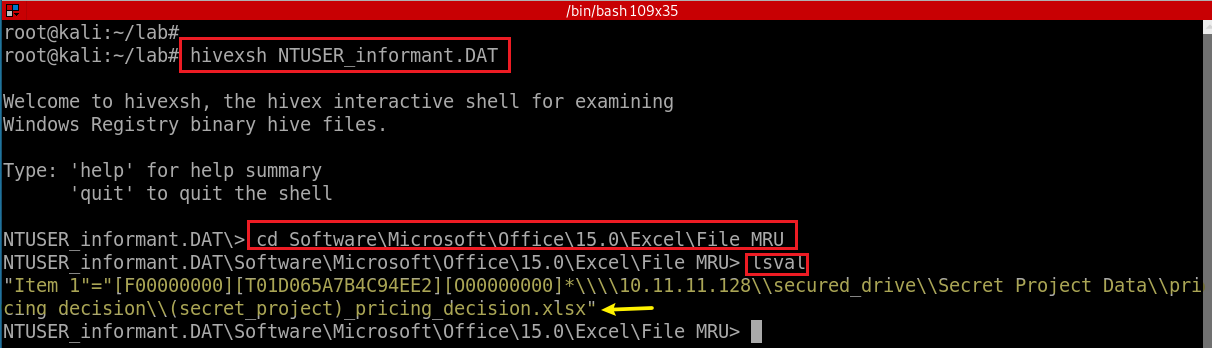 /bin/bash 109x35
root@kali:~/lab#
root@kali:~/lab# hivexsh NTUSER_informant.DAT
Welcome to hivexsh, the hivex interactive shell for examining
Windows Registry binary hive files.
Type: 'help' for help summary
'quit' to quit the shell
NTUSER_informant.DAT\> cd Software\Microsoft\Office\15.0\Excel\File MRU
NTUSER_informant.DAT\Software\Microsoft\Office\15.0\Excel\File MRU> lsval
"Item 1"="[F00000000][T01D065A7B4C94EE2][O00000000]*\\\\10.11.11.128\\secured_drive\\Secret Project Data\\pri
cing decision\\(secret_project)_pricing_decision.xlsx"
NTUSER_informant.DAT\Software\Microsoft\Office\15.0\Excel\File MRU>